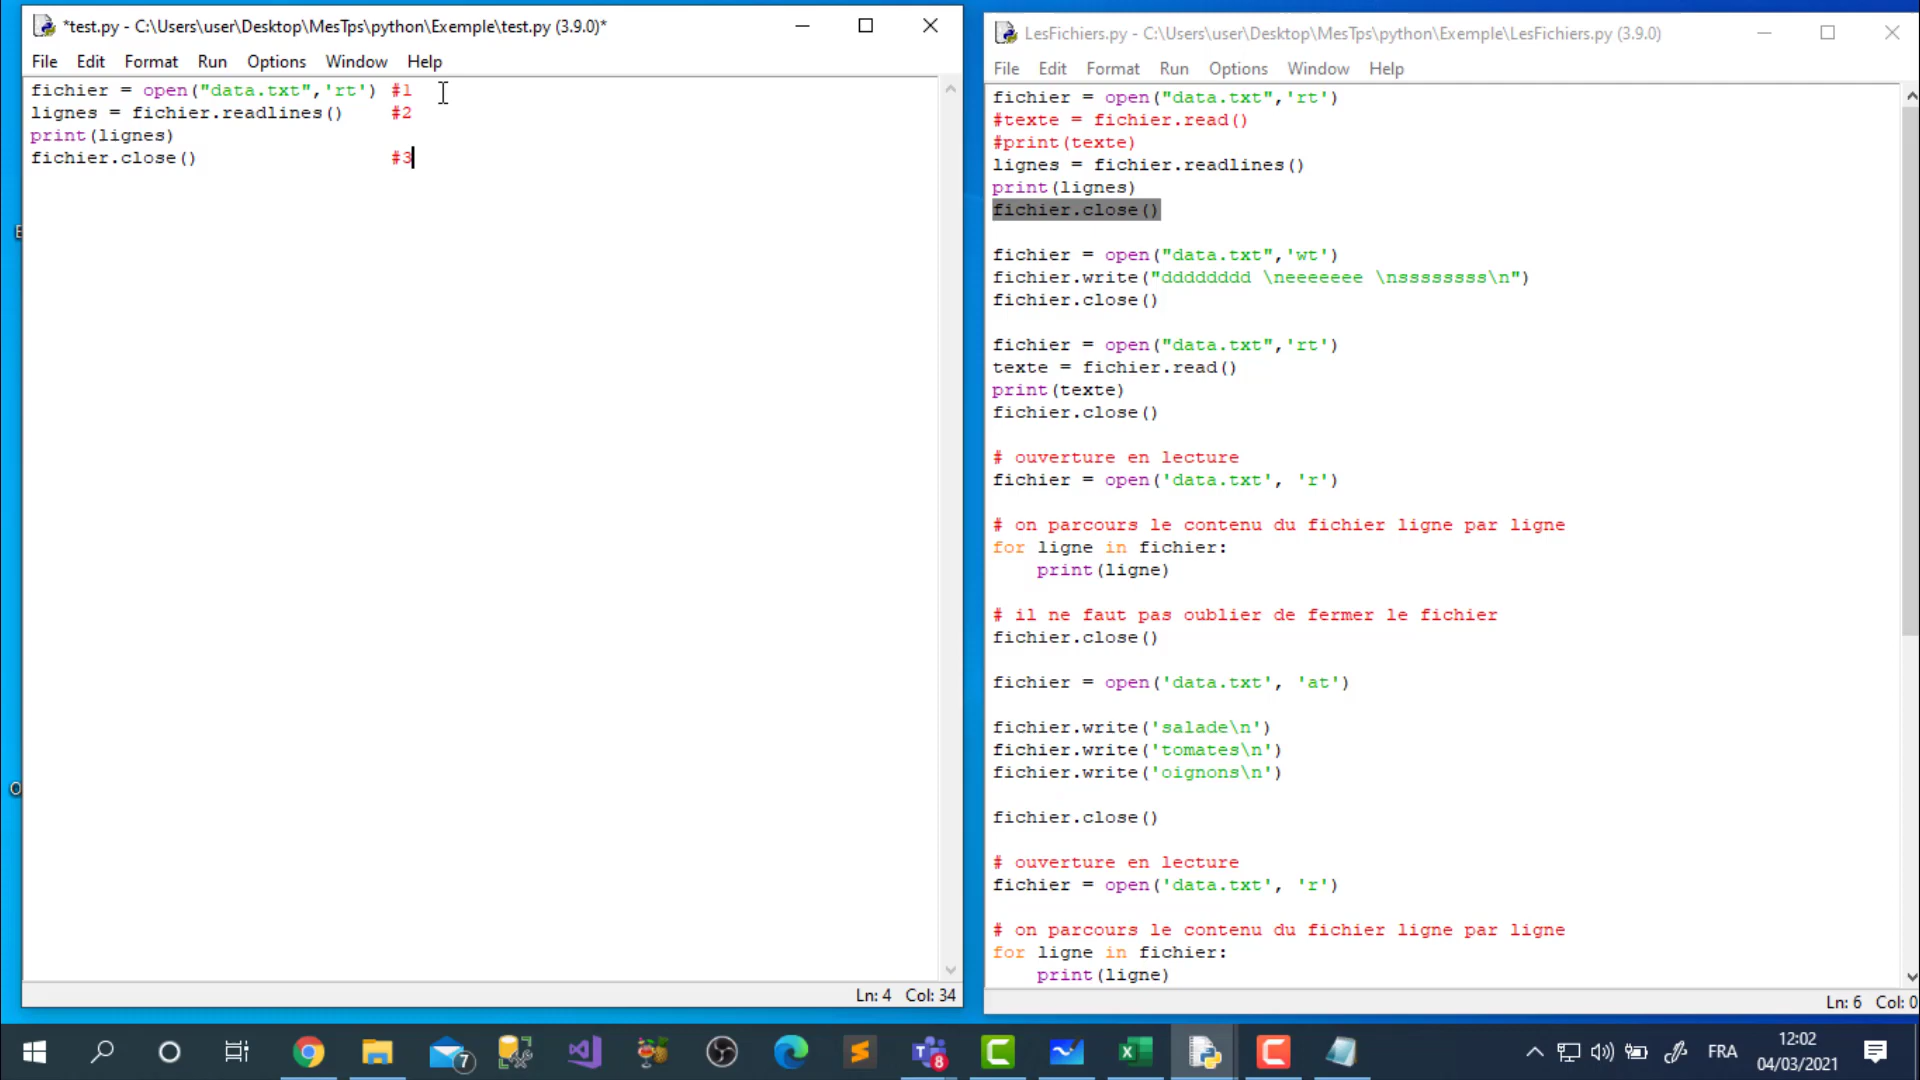 *test.py - C:\Users\user\Desktop\MesTps\python\Exemple\test.py (3.9.0)*
File Edit Format Run Options Window Help
fichier = open("data.txt",'rt') #1
lignes = fichier.readlines() #2
print(lignes)
fichier.close() #3
Ln: 4 Col: 34
LesFichiers.py - C:\Users\user\Desktop\MesTps\python\Exemple\LesFichiers.py (3.9.0)
File Edit Format Run Options Window Help
fichier = open("data.txt",'rt')
#texte = fichier.read()
#print(texte)
lignes = fichier.readlines()
print(lignes)
fichier.close()
fichier = open("data.txt",'wt')
fichier.write("dddddddd \neeeeeee \nssssssss\n")
fichier.close()
fichier = open("data.txt",'rt')
texte = fichier.read()
print(texte)
fichier.close()
# ouverture en lecture
fichier = open('data.txt', 'r')
# on parcours le contenu du fichier ligne par ligne
for ligne in fichier:
    print(ligne)
# il ne faut pas oublier de fermer le fichier
fichier.close()
fichier = open('data.txt', 'at')
fichier.write('salade\n')
fichier.write('tomates\n')
fichier.write('oignons\n')
fichier.close()
# ouverture en lecture
fichier = open('data.txt', 'r')
# on parcours le contenu du fichier ligne par ligne
for ligne in fichier:
    print(ligne)
Ln: 6 Col: 0
7
8
FRA
12:02
04/03/2021